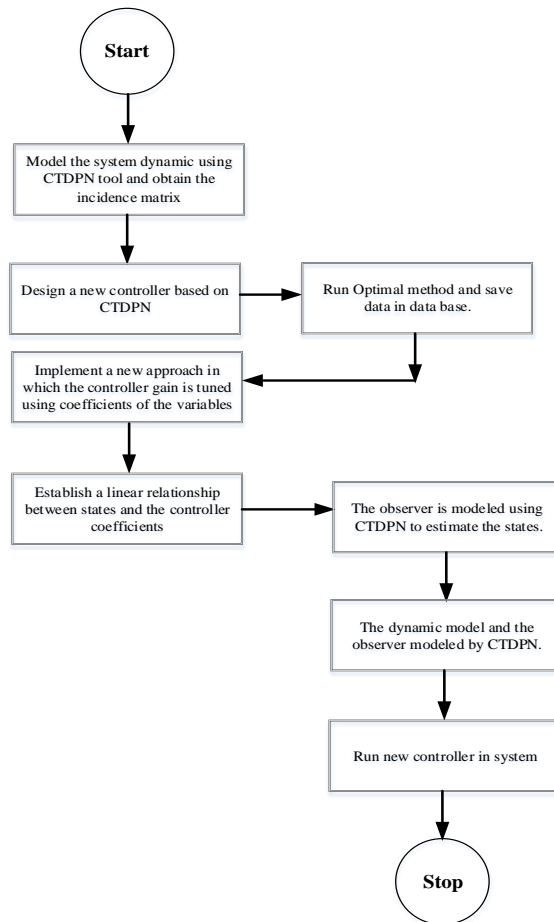 Start
Model the system dynamic using
CTDPN tool and obtain the
incidence matrix
Design a new controller based on
CTDPN
Run Optimal method and save
data in data base.
Implement a new approach in
which the controller gain is tuned
using coefficients of the variables
Establish a linear relationship
between states and the controller
coefficients
The observer is modeled using
CTDPN to estimate the states.
The dynamic model and the
observer modeled by CTDPN.
Run new controller in system
Stop